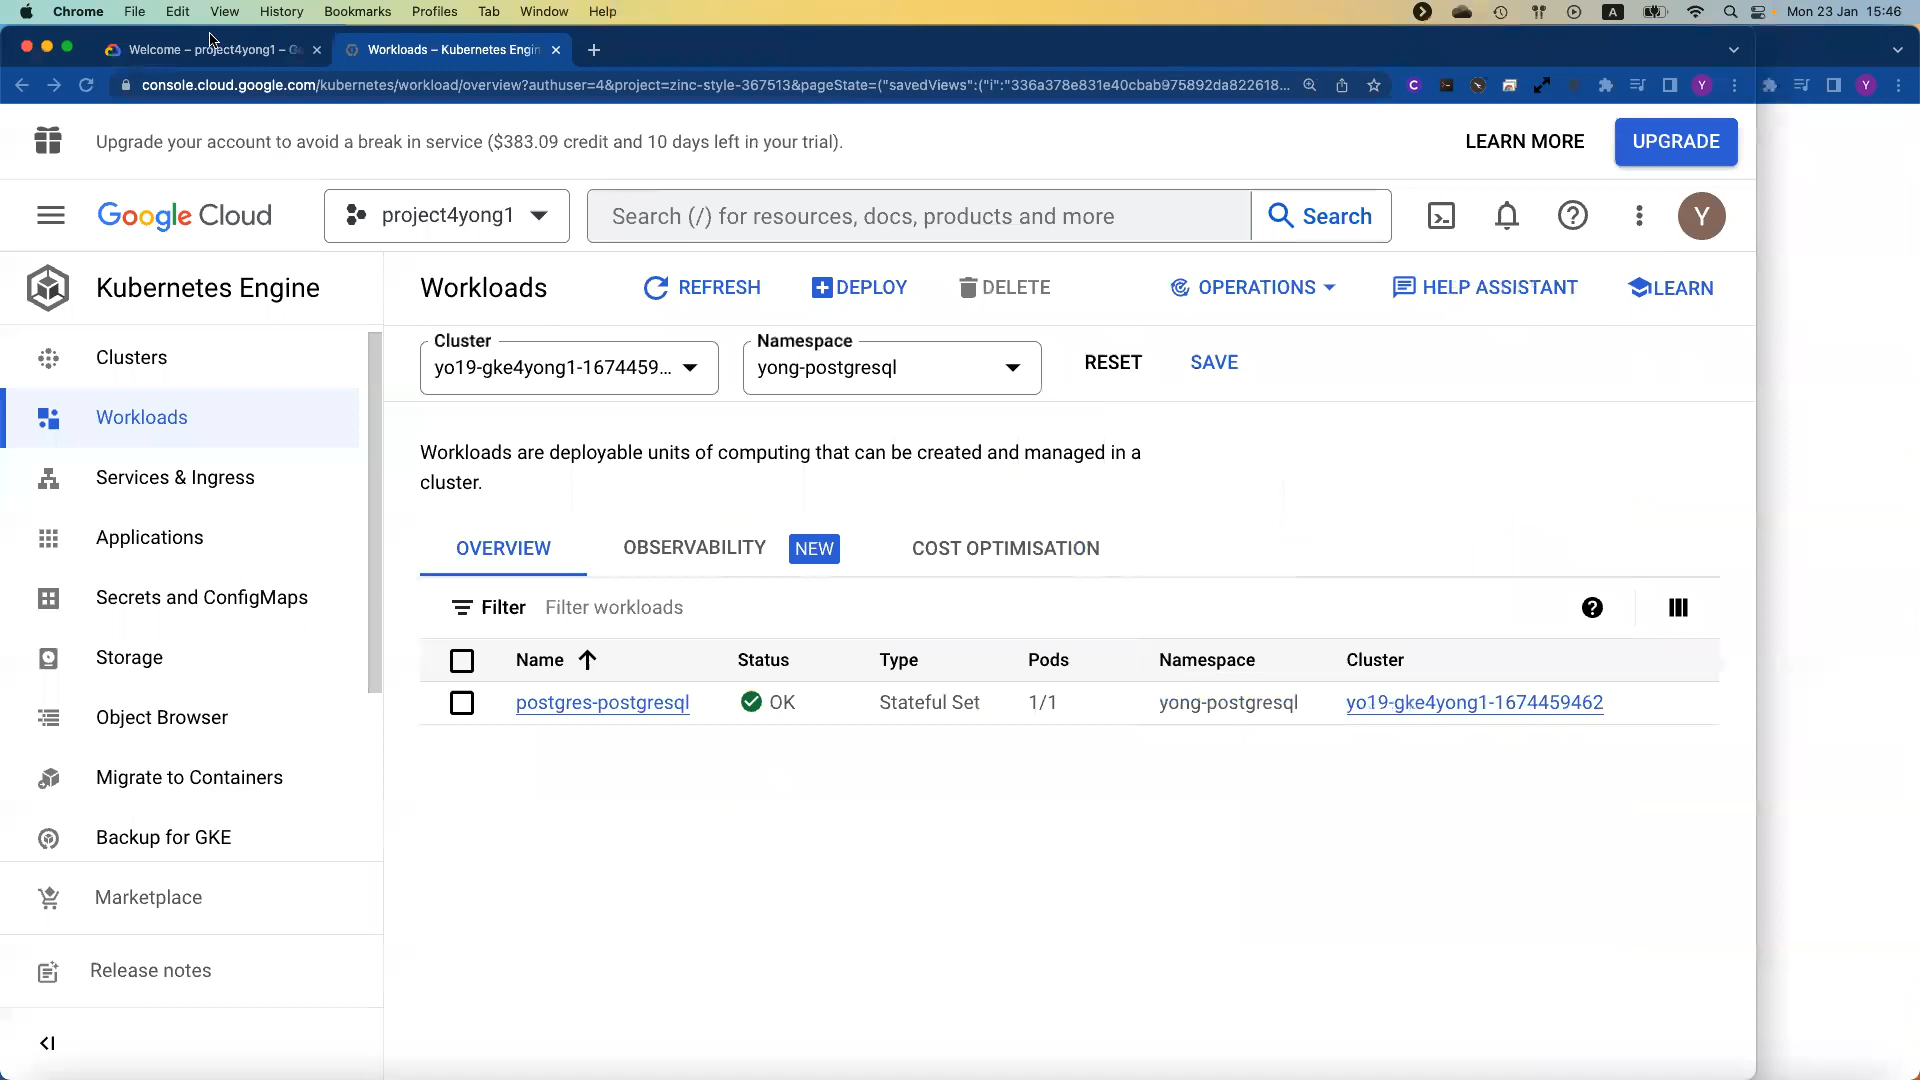 Chrome File Edit View History Bookmarks Profiles Tab Window Help A Mon 23 Jan 15:46
Welcome – project4yong1 – Workloads – Kubernetes Engin
console.cloud.google.com/kubernetes/workload/overview?authuser=4&project=zinc-style-367513&pageState=("savedViews":("i":"336a378e831e40cbab975892da822618... C Y Y
Upgrade your account to avoid a break in service ($383.09 credit and 10 days left in your trial). LEARN MORE UPGRADE
Google Cloud project4yong1 Search (/) for resources, docs, products and more Search Y
Kubernetes Engine Workloads REFRESH DEPLOY DELETE OPERATIONS HELP ASSISTANT LEARN
Clusters
Workloads
Services & Ingress
Applications
Secrets and ConfigMaps
Storage
Object Browser
Migrate to Containers
Backup for GKE
Marketplace
Release notes
Cluster Namespace
yo19-gke4yong1-1674459... yong-postgresql RESET SAVE
Workloads are deployable units of computing that can be created and managed in a
cluster.
OVERVIEW OBSERVABILITY NEW COST OPTIMISATION
Filter Filter workloads
Name Status Type Pods Namespace Cluster
postgres-postgresql OK Stateful Set 1/1 yong-postgresql yo19-gke4yong1-1674459462